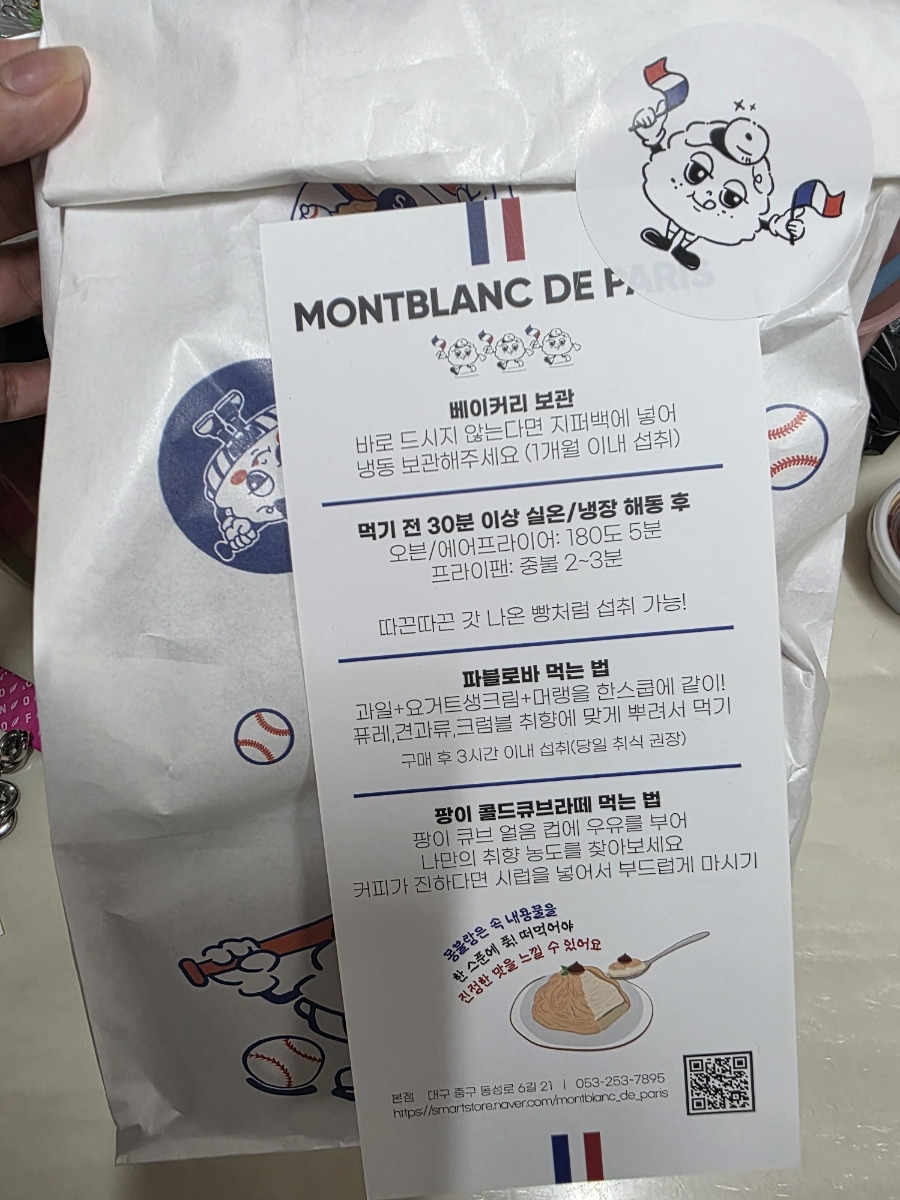 MONTBLANC DE PARIS
베이커리 보관
바로 드시지 않는다면 지퍼백에 넣어
냉동 보관해주세요 (1개월 이내 섭취)
먹기 전 30분 이상 실온/냉장 해동 후
오븐/에어프라이어: 180도 5분
프라이팬: 중불 2~3분
따끈따끈 갓 나온 빵처럼 섭취 가능!
파블로바 먹는 법
과일+요거트생크림+머랭을 한스쿱에 같이!
퓨레,견과류,크럼블 취향에 맞게 뿌려서 먹기
구매 후 3시간 이내 섭취(당일 취식 권장)
팡이 콜드큐브라떼 먹는 법
팡이 큐브 얼음 컵에 우유를 부어
나만의 취향 농도를 찾아보세요
커피가 진하다면 시럽을 넣어서 부드럽게 마시기
몽블랑은 속 내용물을
한 스푼에 푹! 떠먹어야
진정한 맛을 느낄 수 있어요
본점 대구 중구 동성로 6길 21 | 053-253-7895
https://smartstore.naver.com/montblanc_de_paris